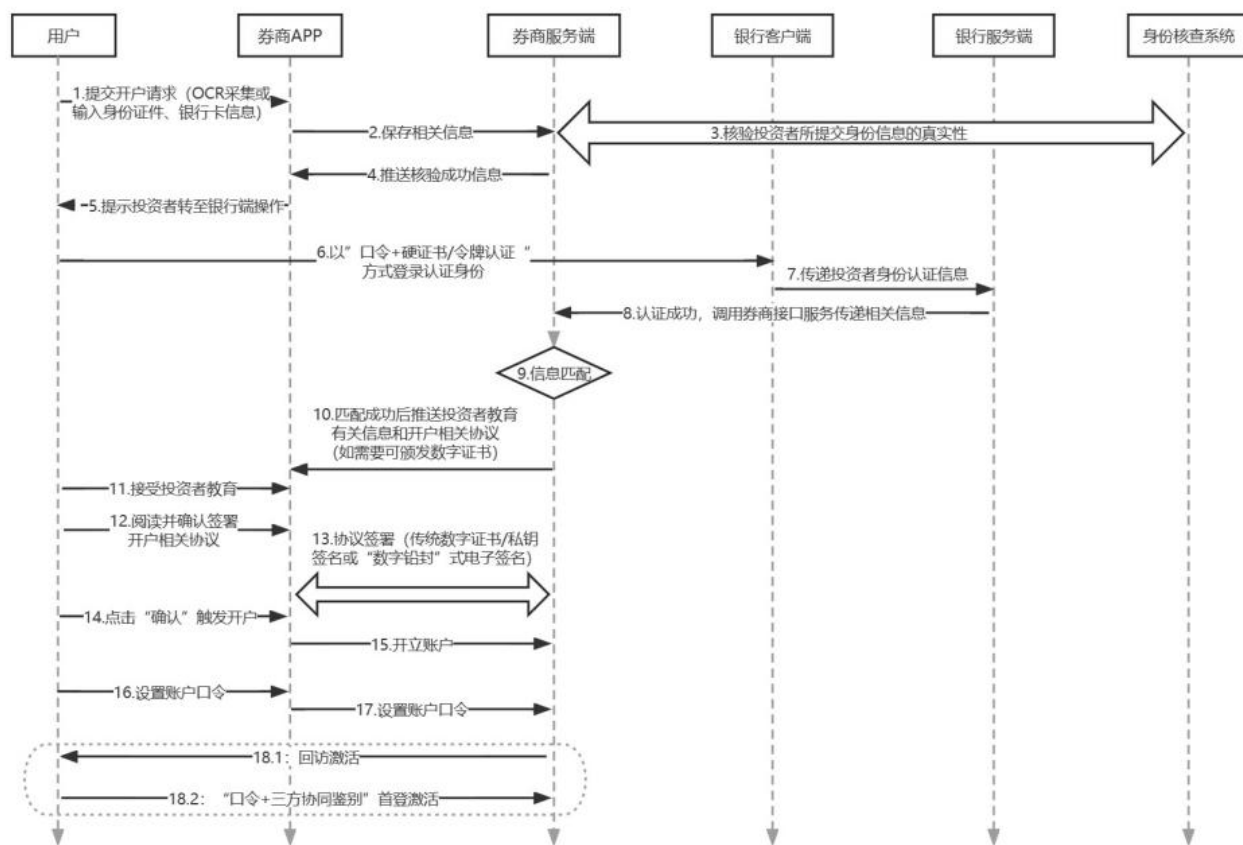 用户
券商APP
券商服务端
银行客户端
银行服务端
身份核查系统
1.提交开户请求（OCR采集或
输入身份证件、银行卡信息）
2.保存相关信息
3.核验投资者所提交身份信息的真实性
4.推送核验成功信息
5.提示投资者转至银行端操作
6.以”口令+硬证书/令牌认证“
方式登录认证身份
7.传递投资者身份认证信息
8.认证成功，调用券商接口服务传递相关信息
9.信息匹配
10.匹配成功后推送投资者教育
有关信息和开户相关协议
（如需要可颁发数字证书）
11.接受投资者教育
12.阅读并确认签署
开户相关协议
13.协议签署（传统数字证书/私钥
签名或“数字铅封”式电子签名）
14.点击“确认”触发开户
15.开立账户
16.设置账户口令
17.设置账户口令
18.1：回访激活
18.2：“口令+三方协同鉴别”首登激活